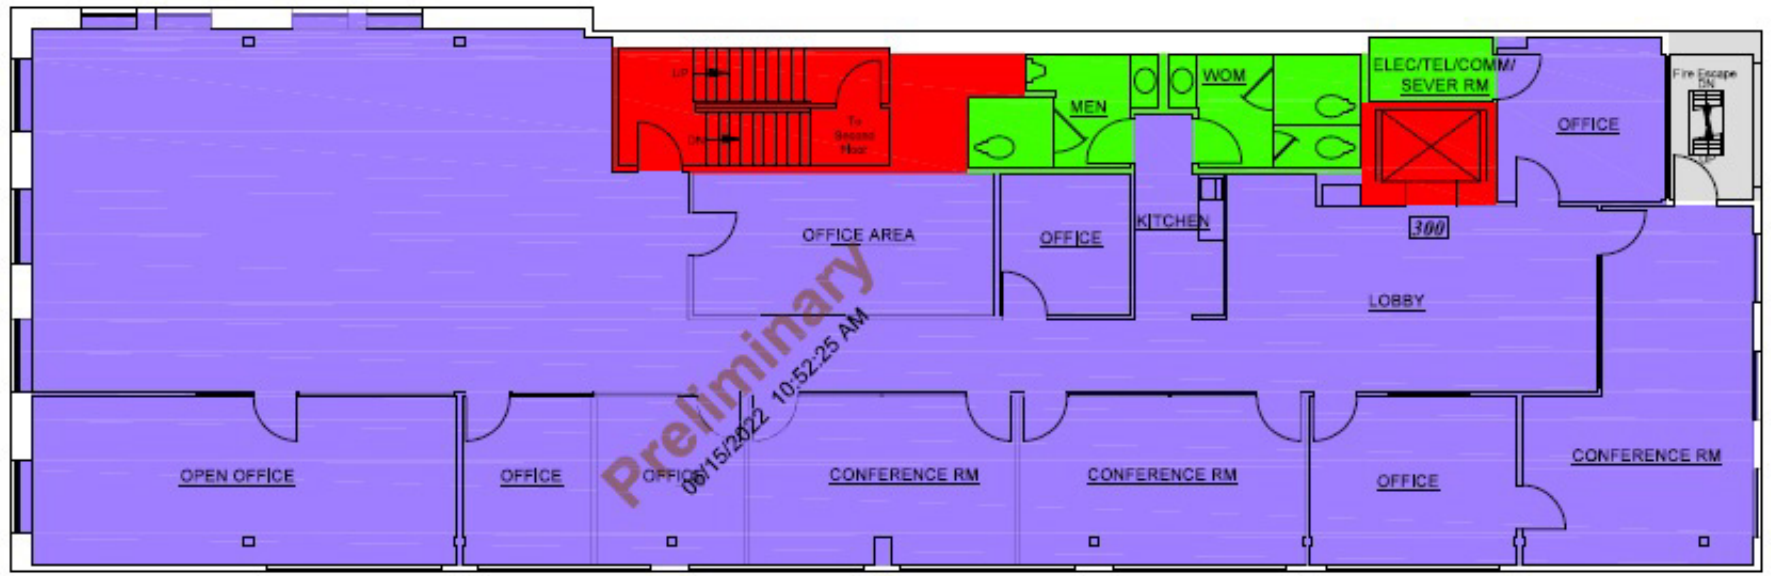 UP
DN
To
Second
Floor
MEN
WOM
ELEC/TEL/COMM/
SEVER RM
OFFICE
Fire Escape
DN
UP
OFFICE AREA
OFFICE
KITCHEN
300
LOBBY
Preliminary
06/15/2022 10:52:25 AM
OPEN OFFICE
OFFICE
OFFICE
CONFERENCE RM
CONFERENCE RM
OFFICE
CONFERENCE RM